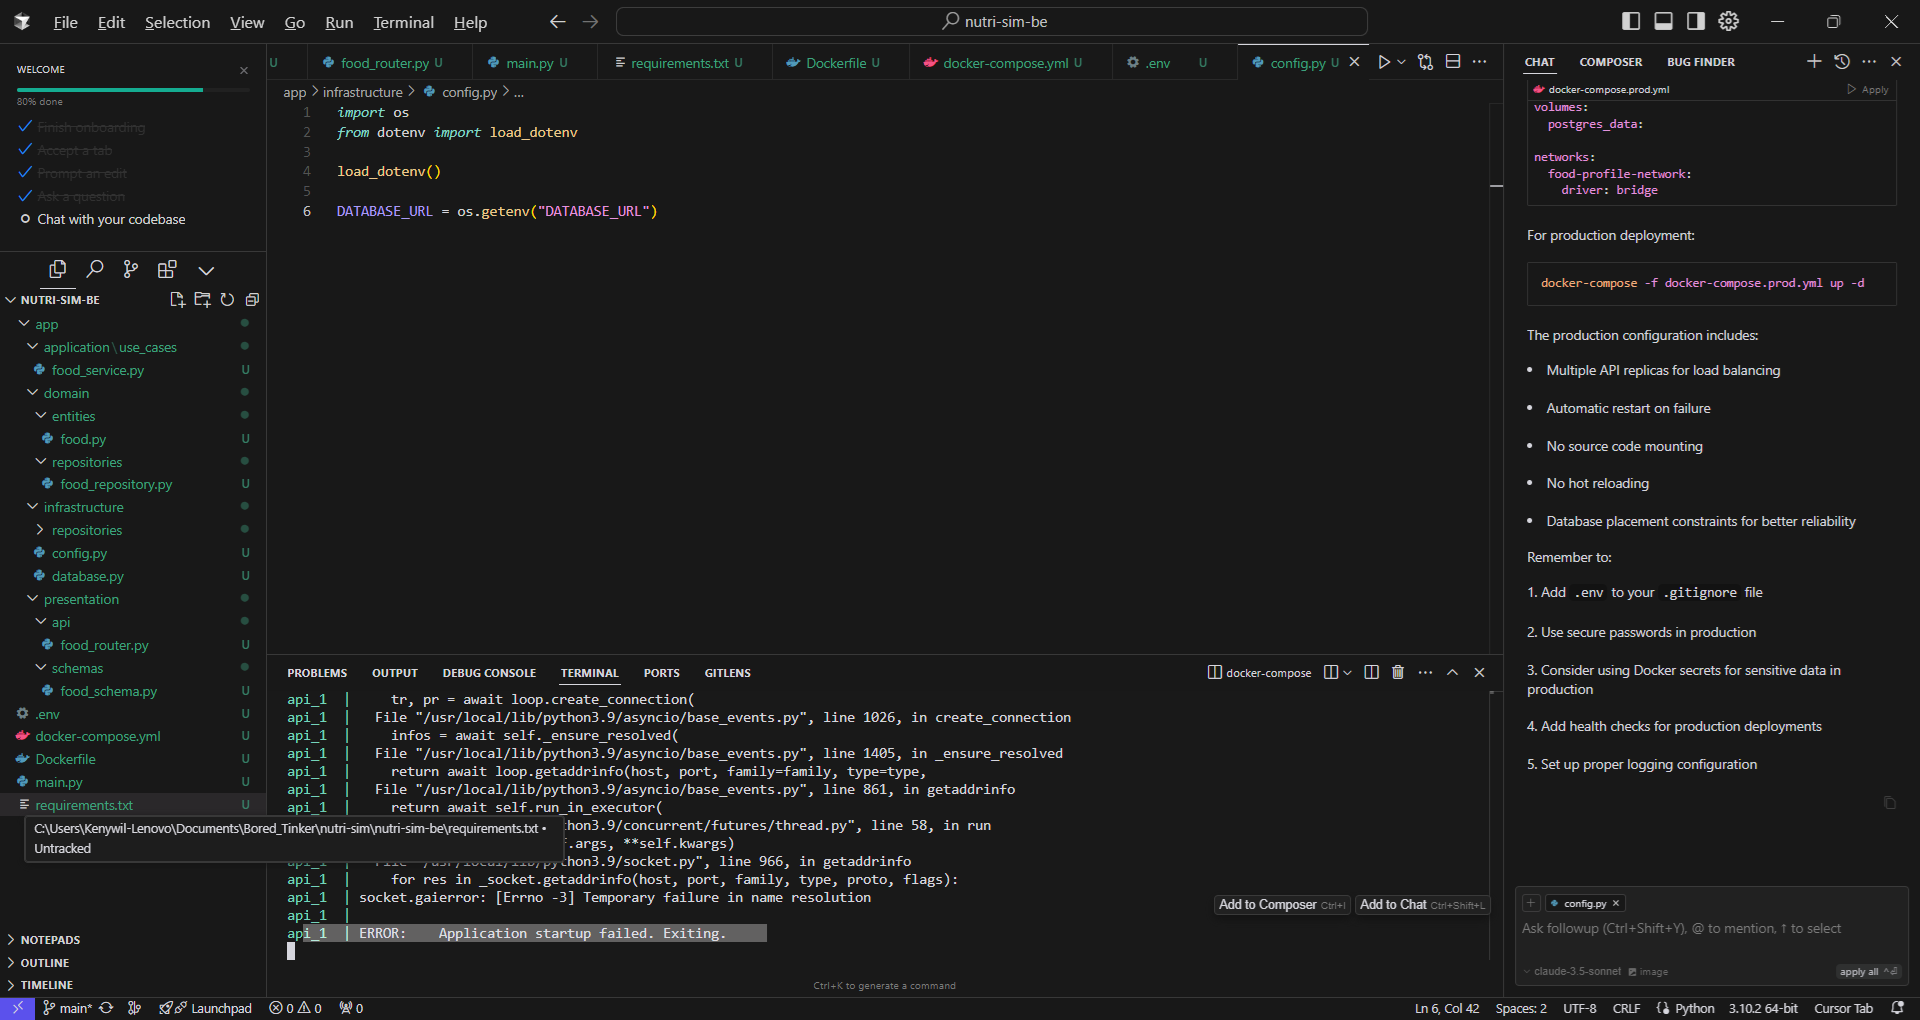 File Edit Selection View Go Run Terminal Help
nutri-sim-be
WELCOME
80% done
Finish onboarding
Accept a tab
Prompt an edit
Ask a question
Chat with your codebase
NUTRI-SIM-BE
app
application\use_cases
food_service.py U
domain
entities
food.py U
repositories
food_repository.py U
infrastructure
repositories
config.py U
database.py U
presentation
api
food_router.py U
schemas
food_schema.py U
.env U
docker-compose.yml U
Dockerfile U
main.py U
requirements.txt U
C:\Users\Kenywil-Lenovo\Documents\Bored_Tinker\nutri-sim\nutri-sim-be\requirements.txt •
Untracked
NOTEPADS
OUTLINE
TIMELINE
U food_router.py U main.py U requirements.txt U Dockerfile U docker-compose.yml U .env U config.py U
app > infrastructure > config.py > ...
1 import os
2 from dotenv import load_dotenv
3
4 load_dotenv()
5
6 DATABASE_URL = os.getenv("DATABASE_URL")
PROBLEMS OUTPUT DEBUG CONSOLE TERMINAL PORTS GITLENS
docker-compose
api_1 | tr, pr = await loop.create_connection(
api_1 | File "/usr/local/lib/python3.9/asyncio/base_events.py", line 1026, in create_connection
api_1 | infos = await self._ensure_resolved(
api_1 | File "/usr/local/lib/python3.9/asyncio/base_events.py", line 1405, in _ensure_resolved
api_1 | return await loop.getaddrinfo(host, port, family=family, type=type,
api_1 | File "/usr/local/lib/python3.9/asyncio/base_events.py", line 861, in getaddrinfo
api_1 | return await self.run_in_executor(
thon3.9/concurrent/futures/thread.py", line 58, in run
.args, **self.kwargs)
api_1 | File "/usr/local/lib/python3.9/socket.py", line 966, in getaddrinfo
api_1 | for res in _socket.getaddrinfo(host, port, family, type, proto, flags):
api_1 | socket.gaierror: [Errno -3] Temporary failure in name resolution
api_1 |
api_1 | ERROR: Application startup failed. Exiting.
Add to Composer Ctrl+I Add to Chat Ctrl+Shift+L
Ctrl+K to generate a command
CHAT COMPOSER BUG FINDER
docker-compose.prod.yml Apply
volumes:
postgres_data:
networks:
food-profile-network:
driver: bridge
For production deployment:
docker-compose -f docker-compose.prod.yml up -d
The production configuration includes:
• Multiple API replicas for load balancing
• Automatic restart on failure
• No source code mounting
• No hot reloading
• Database placement constraints for better reliability
Remember to:
1. Add .env to your .gitignore file
2. Use secure passwords in production
3. Consider using Docker secrets for sensitive data in
production
4. Add health checks for production deployments
5. Set up proper logging configuration
config.py
Ask followup (Ctrl+Shift+Y), @ to mention, ↑ to select
claude-3.5-sonnet image apply all
main* Launchpad 0 0 0
Ln 6, Col 42 Spaces: 2 UTF-8 CRLF Python 3.10.2 64-bit Cursor Tab